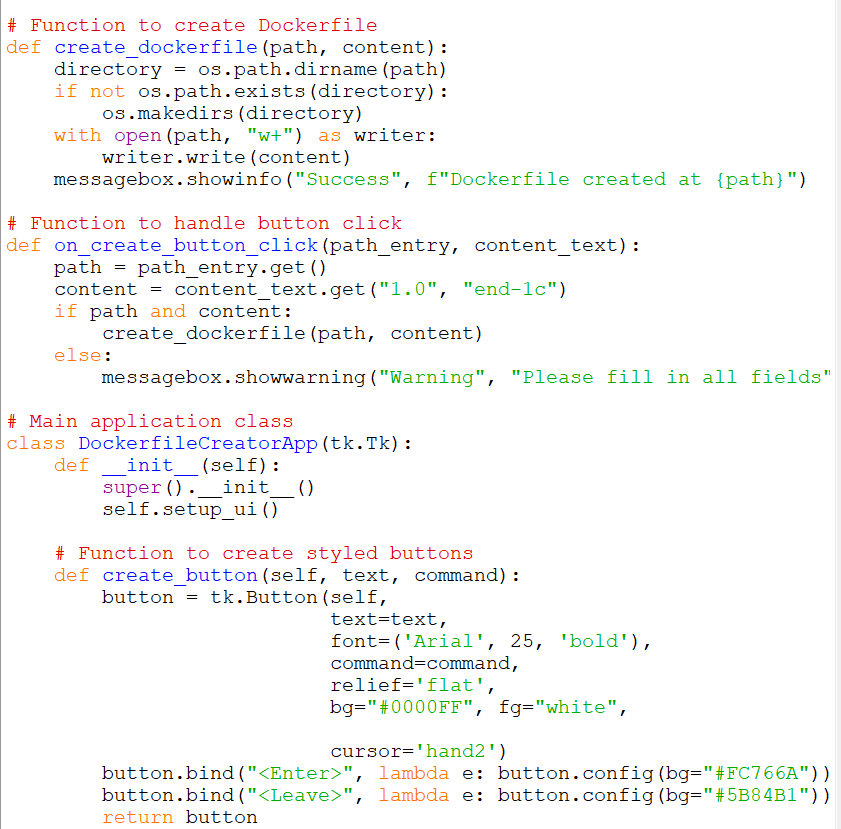 # Function to create Dockerfile
def create_dockerfile(path, content):
    directory = os.path.dirname(path)
    if not os.path.exists(directory):
        os.makedirs(directory)
    with open(path, "w+") as writer:
        writer.write(content)
    messagebox.showinfo("Success", f"Dockerfile created at {path}")

# Function to handle button click
def on_create_button_click(path_entry, content_text):
    path = path_entry.get()
    content = content_text.get("1.0", "end-1c")
    if path and content:
        create_dockerfile(path, content)
    else:
        messagebox.showwarning("Warning", "Please fill in all fields"

# Main application class
class DockerfileCreatorApp(tk.Tk):
    def __init__(self):
        super().__init__()
        self.setup_ui()

    # Function to create styled buttons
    def create_button(self, text, command):
        button = tk.Button(self,
                           text=text,
                           font=('Arial', 25, 'bold'),
                           command=command,
                           relief='flat',
                           bg="#0000FF", fg="white",

                           cursor='hand2')
        button.bind("<Enter>", lambda e: button.config(bg="#FC766A"))
        button.bind("<Leave>", lambda e: button.config(bg="#5B84B1"))
        return button